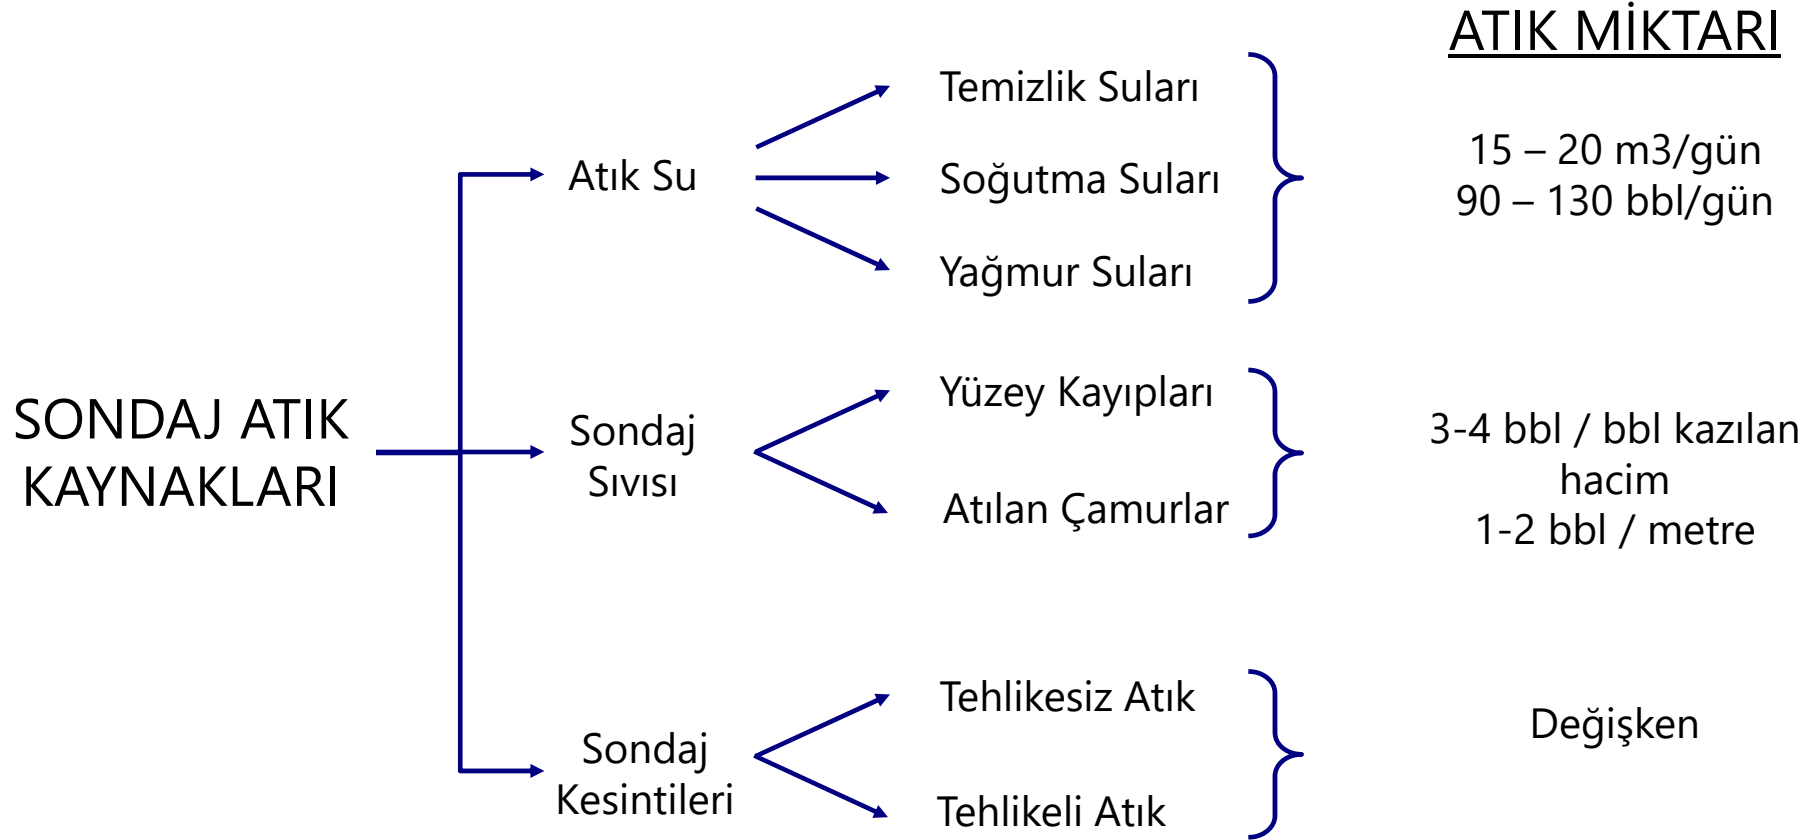 ATIK MİKTARI
SONDAJ ATIK
KAYNAKLARI
Atık Su
Temizlik Suları
Soğutma Suları
Yağmur Suları
15 – 20 m3/gün
90 – 130 bbl/gün
Sondaj
Sıvısı
Yüzey Kayıpları
Atılan Çamurlar
3-4 bbl / bbl kazılan
hacim
1-2 bbl / metre
Sondaj
Kesintileri
Tehlikesiz Atık
Tehlikeli Atık
Değişken